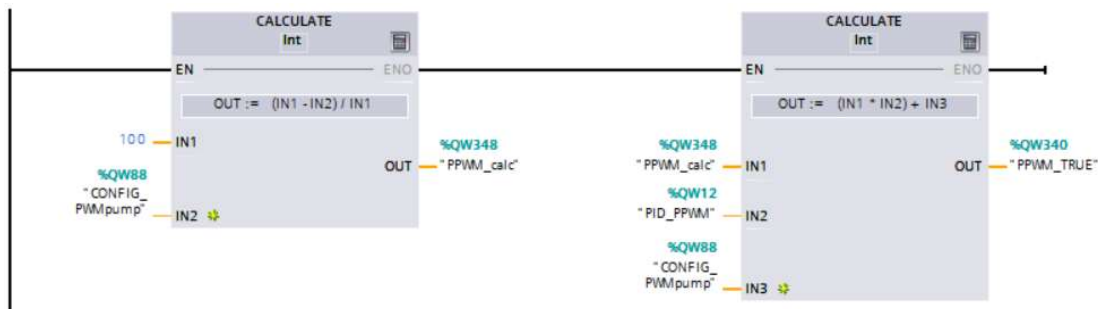 CALCULATE
Int
EN
ENO
OUT := (IN1 - IN2) / IN1
100
IN1
%QW88
"CONFIG_
PWMpump"
IN2
OUT
%QW348
"PPWM_calc"
CALCULATE
Int
EN
ENO
OUT := (IN1 * IN2) + IN3
%QW348
"PPWM_calc"
IN1
%QW12
"PID_PPWM"
IN2
%QW88
"CONFIG_
PWMpump"
IN3
OUT
%QW340
"PPWM_TRUE"